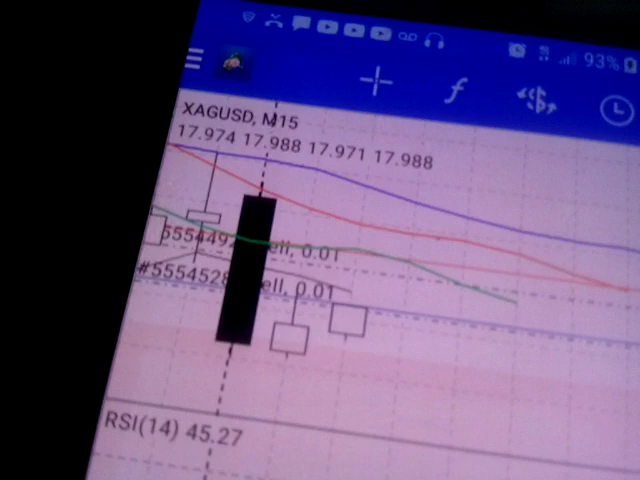 93%
XAGUSD, M15
17.974 17.988 17.971 17.988
ell, 0.01
#5554528 ell, 0.01
RSI(14) 45.27